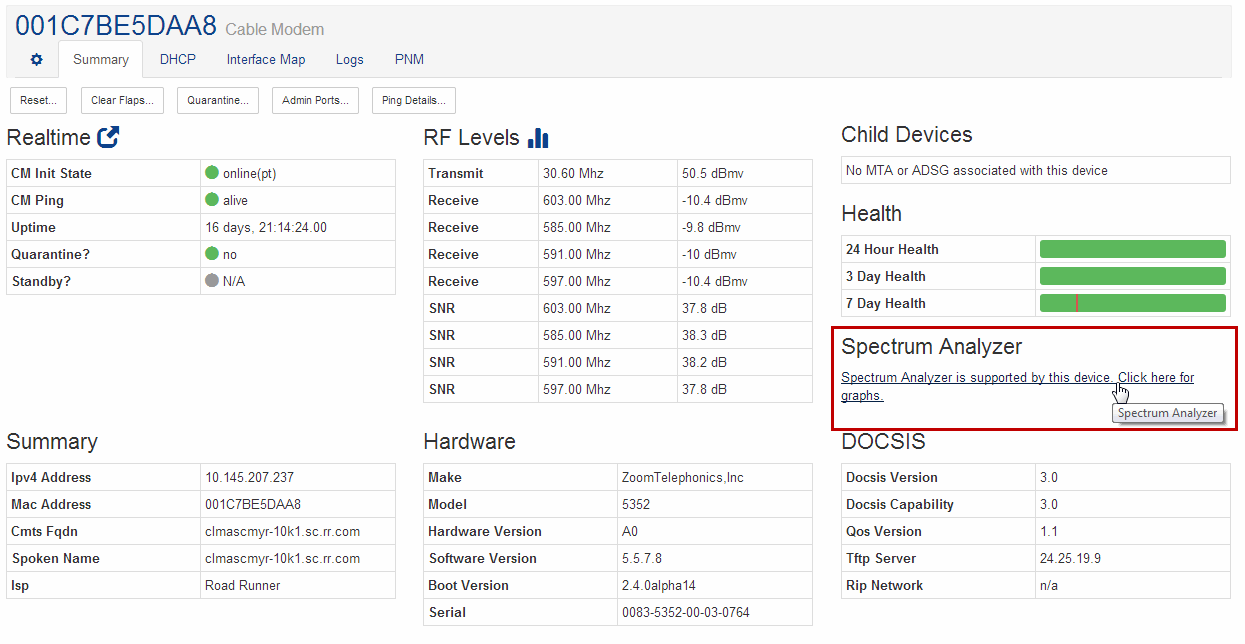 001C7BE5DAA8 Cable Modem
Summary DHCP Interface Map Logs PNM
Reset... Clear Flaps... Quarantine... Admin Ports... Ping Details...
Realtime
CM Init State online(pt)
CM Ping alive
Uptime 16 days, 21:14:24.00
Quarantine? no
Standby? N/A
RF Levels
Transmit 30.60 Mhz 50.5 dBmv
Receive 603.00 Mhz -10.4 dBmv
Receive 585.00 Mhz -9.8 dBmv
Receive 591.00 Mhz -10 dBmv
Receive 597.00 Mhz -10.4 dBmv
SNR 603.00 Mhz 37.8 dB
SNR 585.00 Mhz 38.3 dB
SNR 591.00 Mhz 38.2 dB
SNR 597.00 Mhz 37.8 dB
Child Devices
No MTA or ADSG associated with this device
Health
24 Hour Health
3 Day Health
7 Day Health
Spectrum Analyzer
Spectrum Analyzer is supported by this device. Click here for
graphs.
Spectrum Analyzer
Summary
Ipv4 Address 10.145.207.237
Mac Address 001C7BE5DAA8
Cmts Fqdn clmascmyr-10k1.sc.rr.com
Spoken Name clmascmyr-10k1.sc.rr.com
Isp Road Runner
Hardware
Make ZoomTelephonics,Inc
Model 5352
Hardware Version A0
Software Version 5.5.7.8
Boot Version 2.4.0alpha14
Serial 0083-5352-00-03-0764
DOCSIS
Docsis Version 3.0
Docsis Capability 3.0
Qos Version 1.1
Tftp Server 24.25.19.9
Rip Network n/a